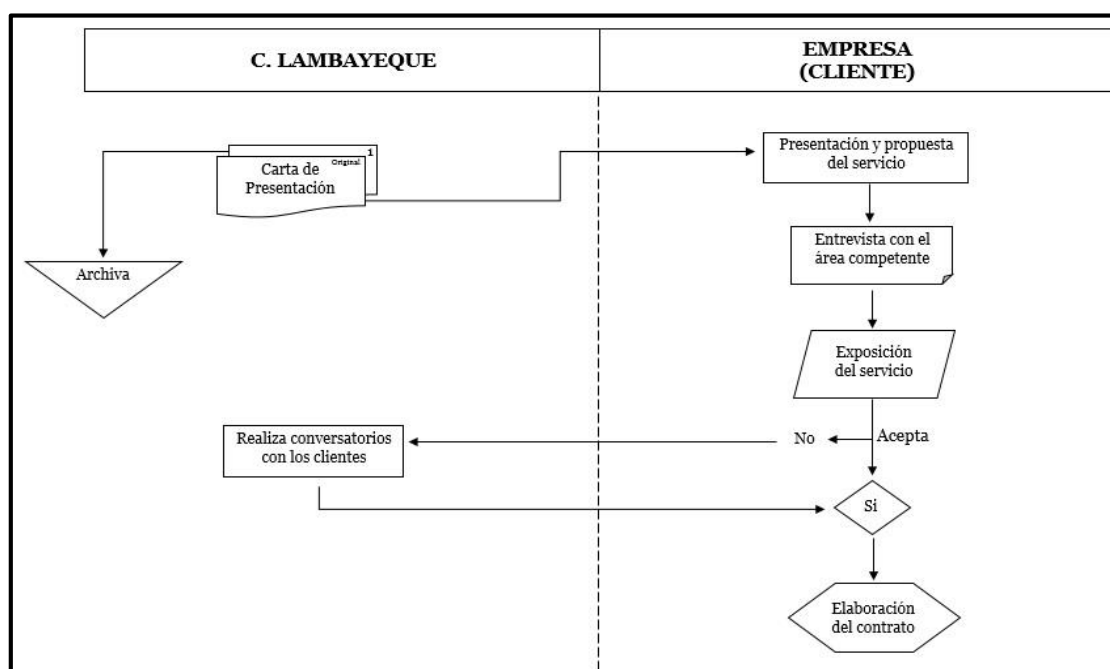 C. LAMBAYEQUE
EMPRESA
(CLIENTE)
1
Original
Carta de
Presentación
Presentación y propuesta
del servicio
Archiva
Entrevista con el
área competente
Exposición
del servicio
Realiza conversatorios
con los clientes
No
Acepta
Si
Elaboración
del contrato